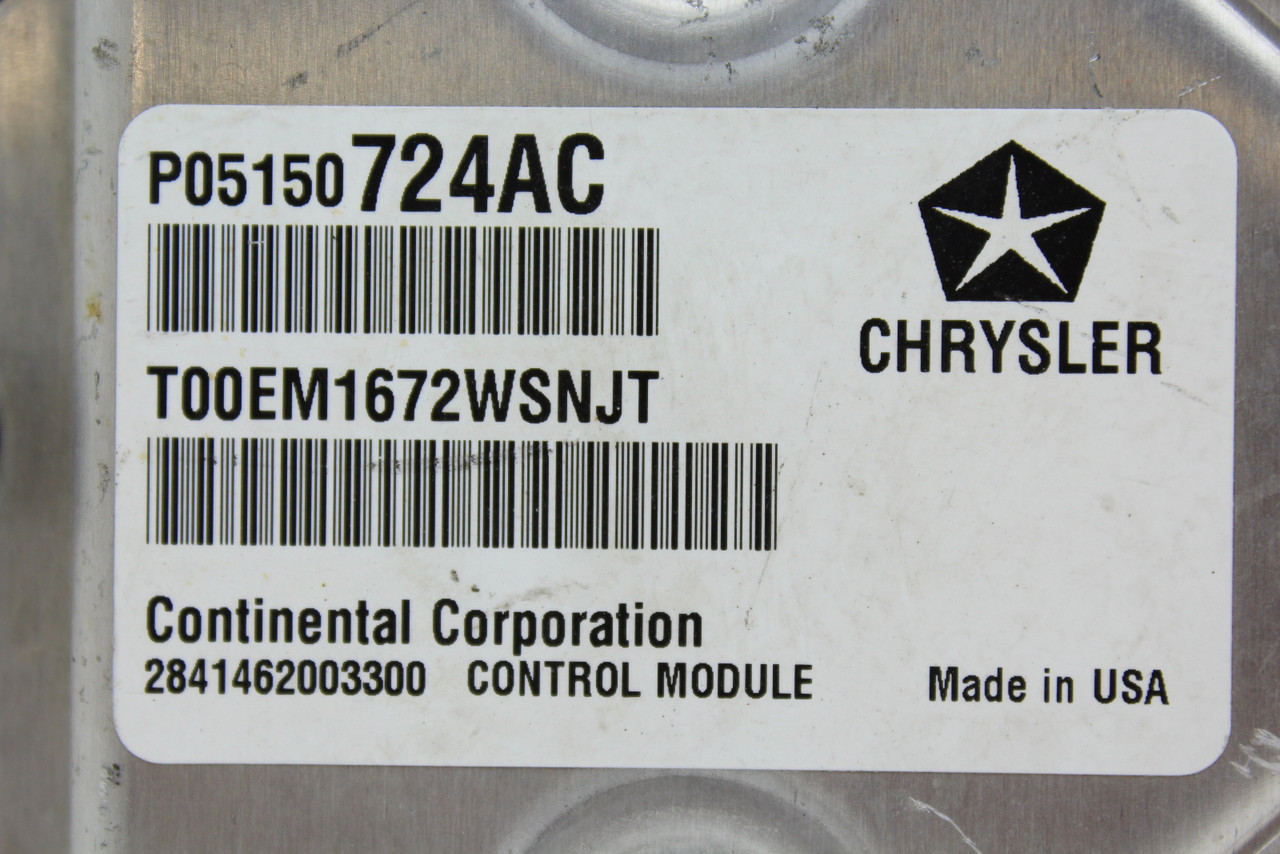 P05150724AC
CHRYSLER
T00EM1672WSNJT
Continental Corporation
2841462003300 CONTROL MODULE
Made in USA